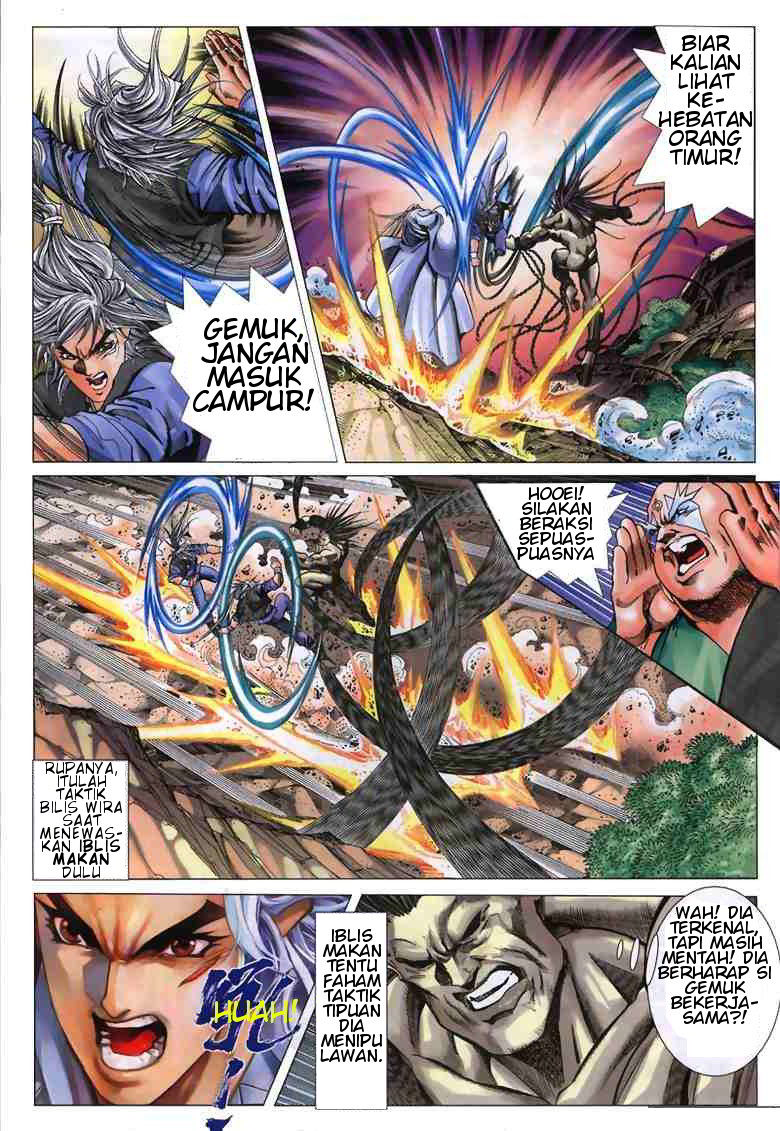 GEMUK,
JANGAN
MASUK
CAMPUR!
BIAR
KALIAN
LIHAT
KE-
HEBATAN
ORANG
TIMUR!
HOOEI!
SILAKAN
BERAKSI
SEPUAS-
PUASNYA
RUPANYA,
ITULAH
TAKTIK
BILIS WIRA
SAAT
MENEWAS-
KAN IBLIS
MAKAN
DULU
吼
HUAH!
IBLIS
MAKAN
TENTU
FAHAM
TAKTIK
TIPUAN
DIA
MENIPU
LAWAN.
WAH! DIA
TERKENAL,
TAPI MASIH
MENTAH! DIA
BERHARAP SI
GEMUK
BEKERJA-
SAMA?!